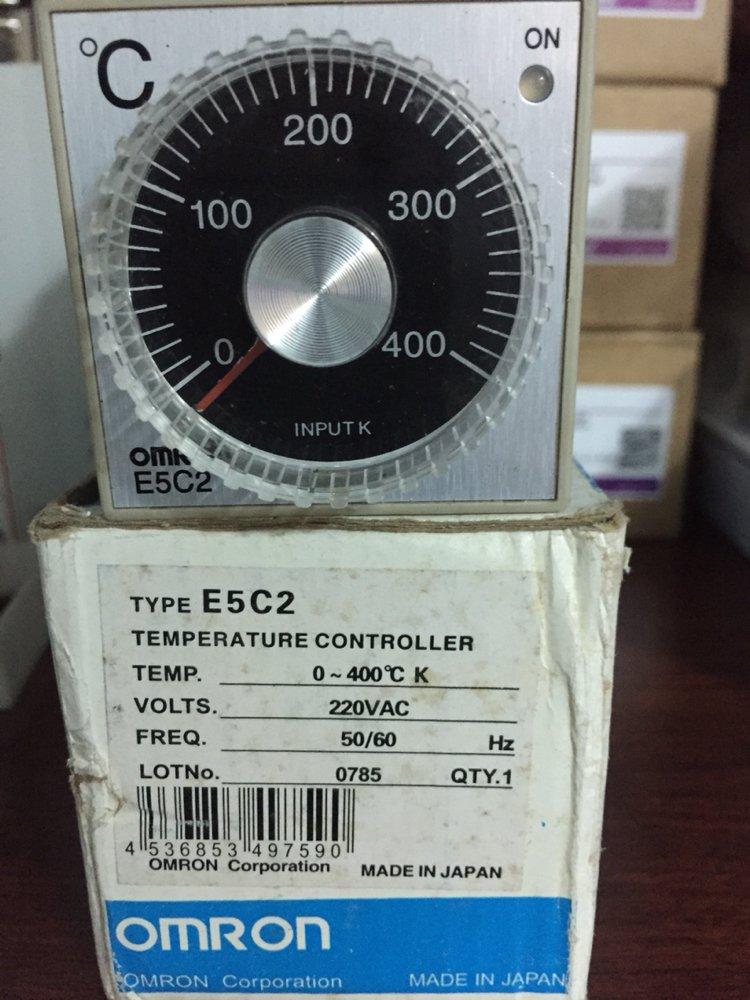 °C
ON
200
100
300
0
400
INPUT K
OMR
E5C2
TYPE E5C2
TEMPERATURE CONTROLLER
TEMP. 0~400°C K
VOLTS. 220VAC
FREQ. 50/60 Hz
LOTNo. 0785 QTY.1
4 536853 497590
OMRON Corporation MADE IN JAPAN
OMRON
OMRON Corporation MADE IN JAPAN